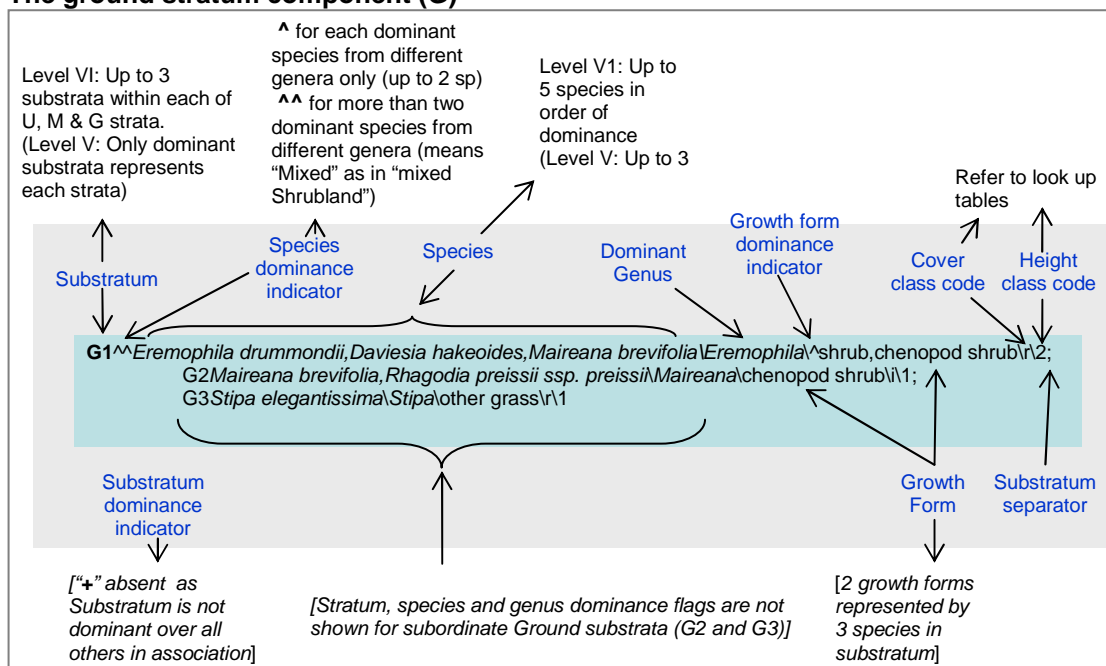 The ground stratum component (G)
Level VI: Up to 3
substrata within each of
U, M & G strata.
(Level V: Only dominant
substrata represents
each strata)
^ for each dominant
species from different
genera only (up to 2 sp)
^^ for more than two
dominant species from
different genera (means
“Mixed” as in “mixed
Shrubland”)
Level V1: Up to
5 species in
order of
dominance
(Level V: Up to 3
Refer to look up
tables
Substratum
Species
dominance
indicator
Species
Dominant
Genus
Growth form
dominance
indicator
Cover
class code
Height
class code
G1^^Eremophila drummondii,Daviesia hakeoides,Maireana brevifolia\Eremophila\^shrub,chenopod shrub\r\2;
G2Maireana brevifolia,Rhagodia preissii ssp. preissii\Maireana\chenopod shrub\i\1;
G3Stipa elegantissima\Stipa\other grass\r\1
Substratum
dominance
indicator
Growth
Form
Substratum
separator
[“+” absent as
Substratum is not
dominant over all
others in association]
[Stratum, species and genus dominance flags are not
shown for subordinate Ground substrata (G2 and G3)]
[2 growth forms
represented by
3 species in
substratum]